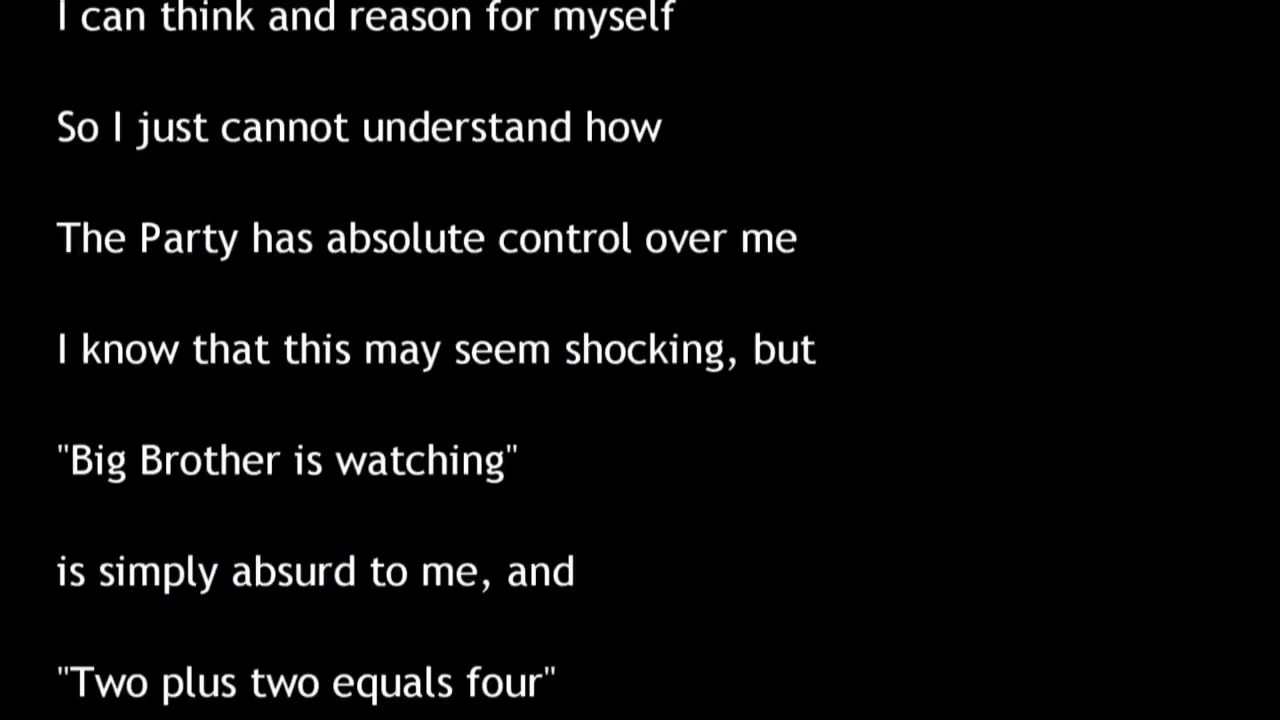 I can think and reason for myself
So I just cannot understand how
The Party has absolute control over me
I know that this may seem shocking, but
"Big Brother is watching"
is simply absurd to me, and
"Two plus two equals four"